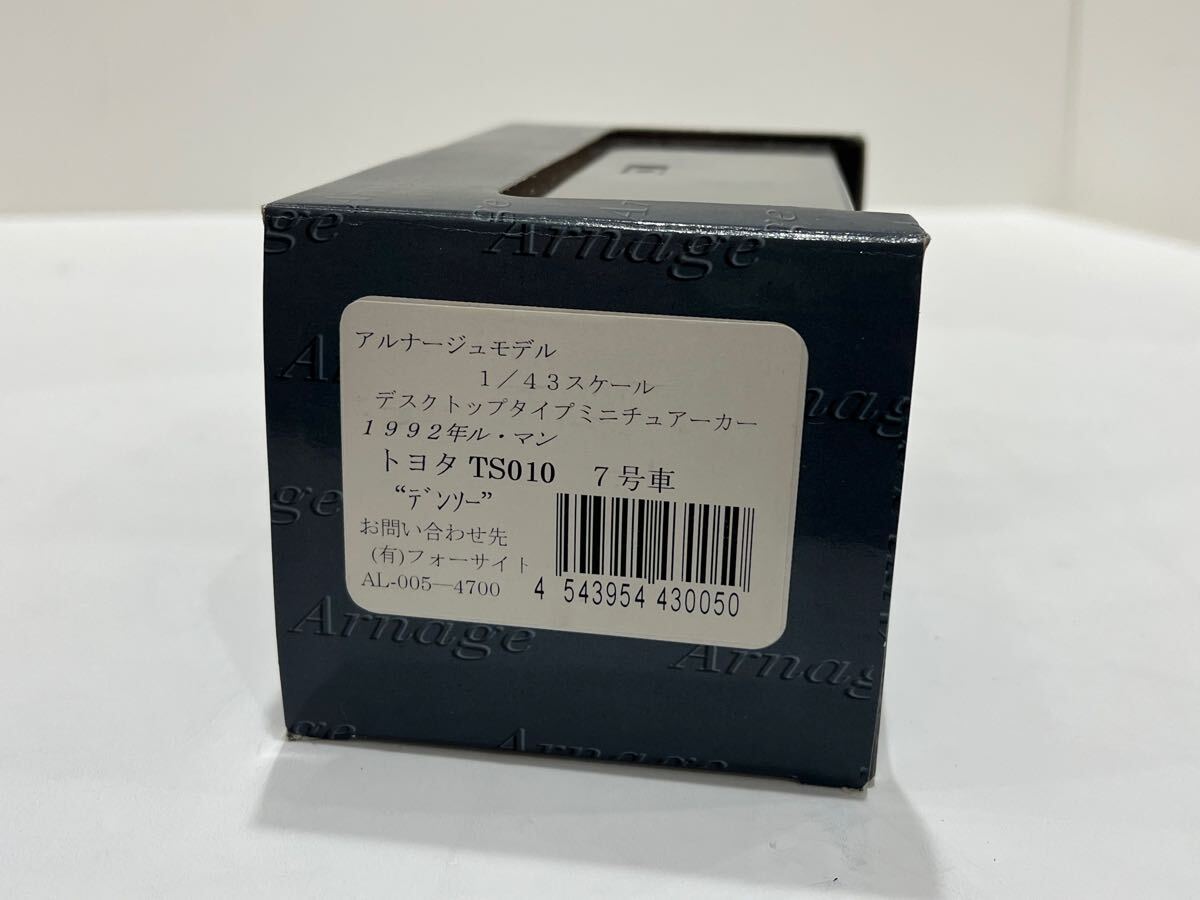 Arnage
アルナージュモデル
１／４３スケール
デスクトップタイプミニチュアーカー
１９９２年ル・マン
トヨタ TS010　７号車
“デンソー”
お問い合わせ先
(有)フォーサイト
AL-005—4700
4 543954 430050
Arnage
Arnage